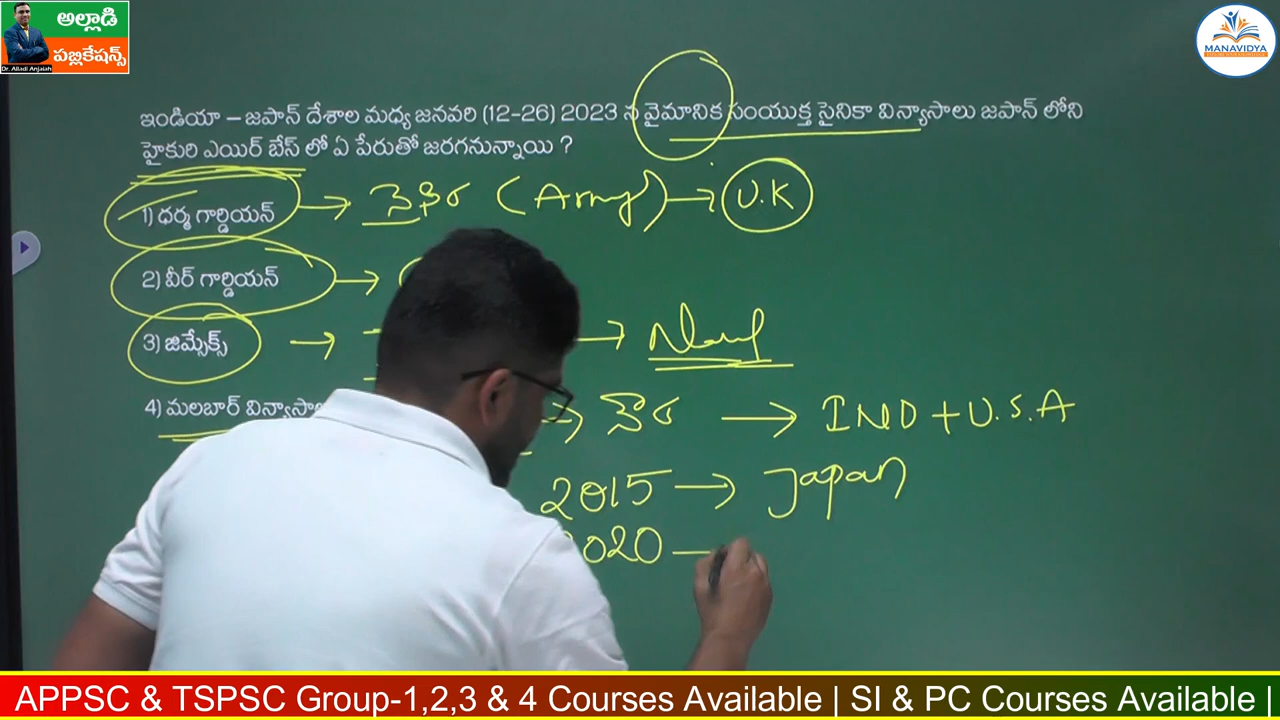 అల్లాడి
పబ్లికేషన్స్
Dr. Alladi Anjaiah
MANAVIDYA
ఇండియా – జపాన్ దేశాల మధ్య జనవరి (12-26) 2023 న వైమానిక సంయుక్త సైనికా విన్యాసాలు జపాన్ లోని
హైకురి ఎయిర్ బేస్ లో ఏ పేరుతో జరగనున్నాయి ?
1) ధర్మ గార్డియన్ → (Army) → U.K
2) వీర్ గార్డియన్ →
3) జిమ్సేక్స్ → → Navy
4) మలబార్ → IND + U.S.A
2015 → Japan
2020 —
APPSC & TSPSC Group-1,2,3 & 4 Courses Available | SI & PC Courses Available |